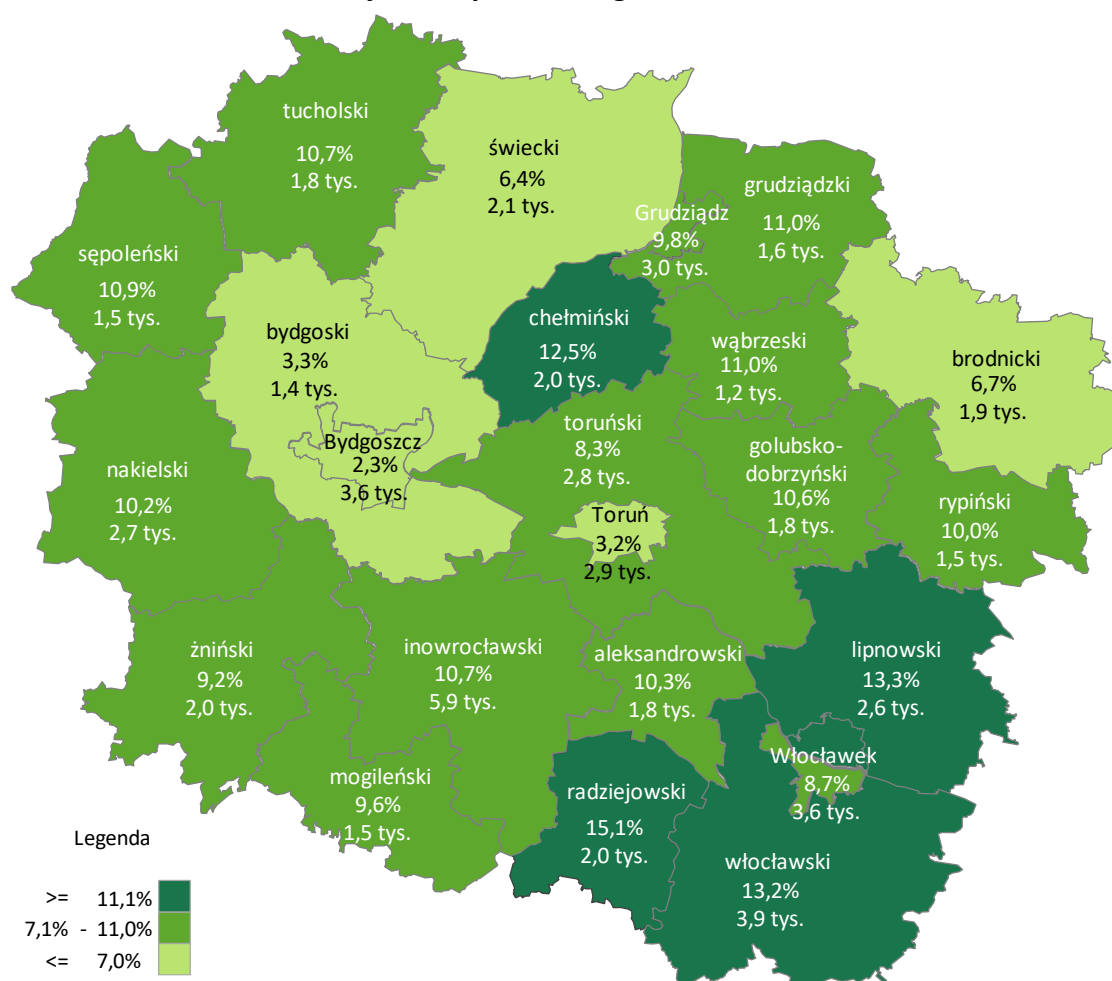 tucholski
10,7%
1,8 tys.
świecki
6,4%
2,1 tys.
grudziądzki
11,0%
1,6 tys.
Grudziądz
9,8%
3,0 tys.
sępoleński
10,9%
1,5 tys.
chełmiński
12,5%
2,0 tys.
bydgoski
3,3%
1,4 tys.
wąbrzeski
11,0%
1,2 tys.
brodnicki
6,7%
1,9 tys.
Bydgoszcz
2,3%
3,6 tys.
toruński
8,3%
2,8 tys.
golubsko-
dobrzyński
10,6%
1,8 tys.
nakielski
10,2%
2,7 tys.
rypiński
10,0%
1,5 tys.
Toruń
3,2%
2,9 tys.
żniński
9,2%
2,0 tys.
inowrocławski
10,7%
5,9 tys.
aleksandrowski
10,3%
1,8 tys.
lipnowski
13,3%
2,6 tys.
Włocławek
8,7%
3,6 tys.
mogileński
9,6%
1,5 tys.
radziejowski
15,1%
2,0 tys.
włocławski
13,2%
3,9 tys.
Legenda
>= 11,1%
7,1% - 11,0%
<= 7,0%